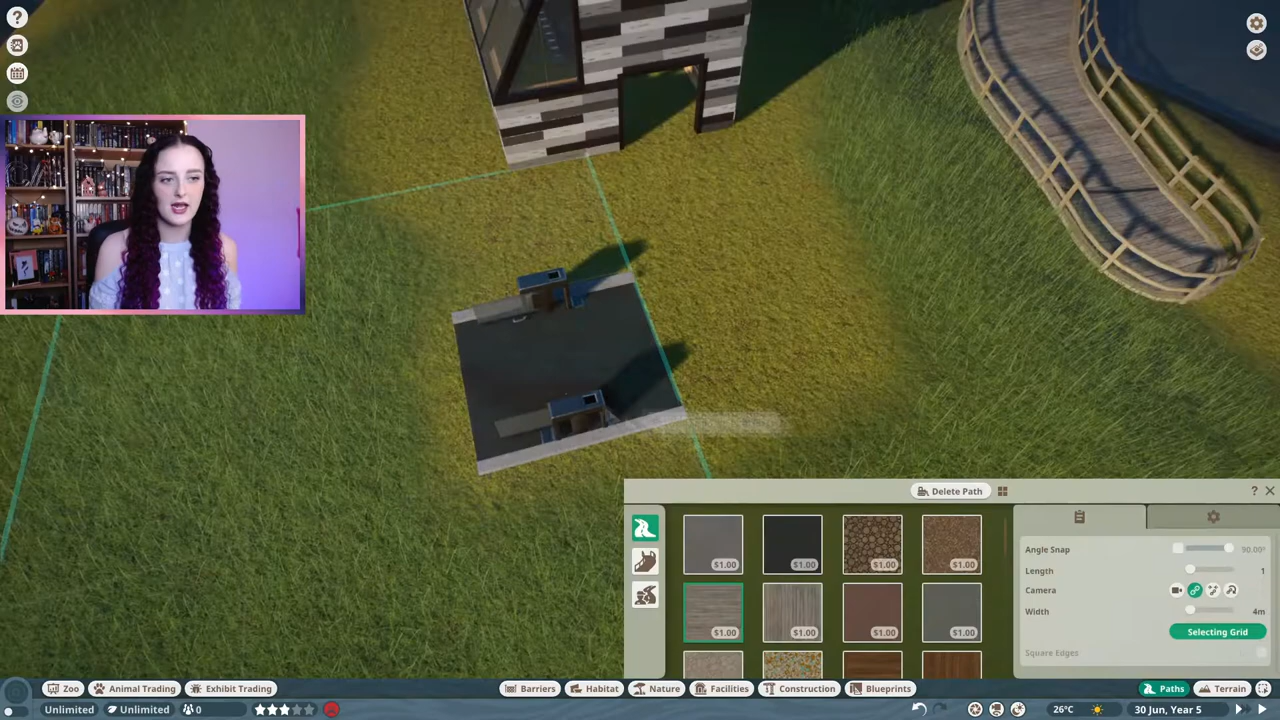 ?
Delete Path
?
$1.00
$1.00
$1.00
$1.00
$1.00
$1.00
$1.00
$1.00
Angle Snap 90.00°
Length 1
Camera
Width 4m
Selecting Grid
Square Edges
Zoo
Animal Trading
Exhibit Trading
Barriers
Habitat
Nature
Facilities
Construction
Blueprints
Paths
Terrain
Unlimited
Unlimited
0
26°C
30 Jun, Year 5